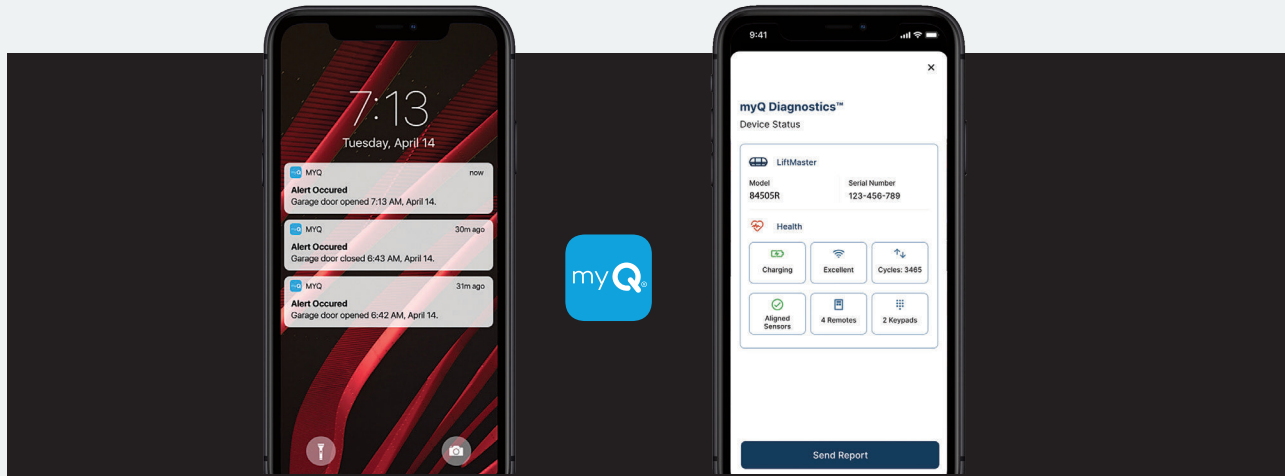 7:13
Tuesday, April 14
myQ MYQ now
Alert Occured
Garage door opened 7:13 AM, April 14.
myQ MYQ 30m ago
Alert Occured
Garage door closed 6:43 AM, April 14.
myQ MYQ 31m ago
Alert Occured
Garage door opened 6:42 AM, April 14.
myQ®
9:41
myQ Diagnostics™
Device Status
LiftMaster
Model Serial Number
84505R 123-456-789
Health
Charging Excellent Cycles: 3465
Aligned
Sensors 4 Remotes 2 Keypads
Send Report